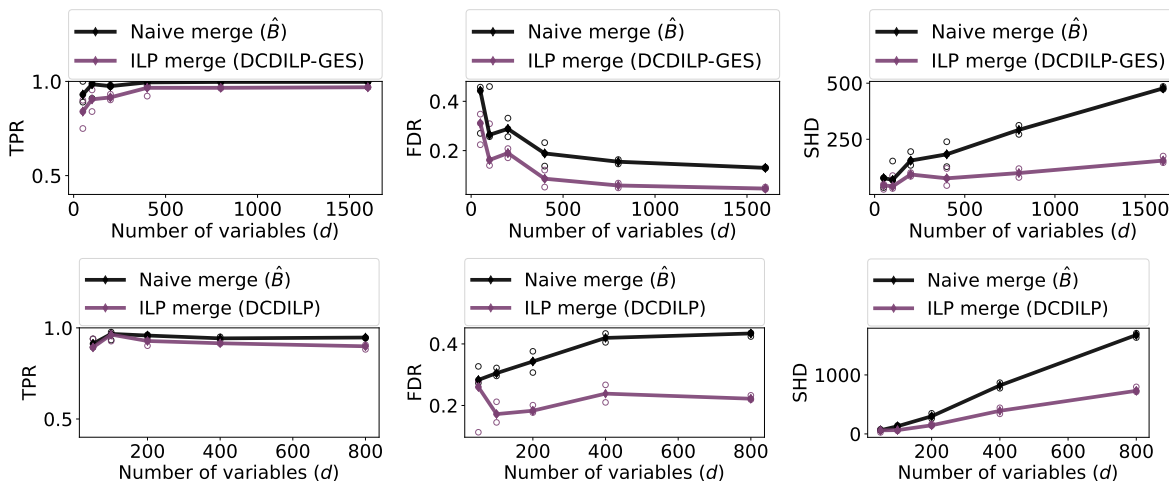 Naive merge (B̂)
ILP merge (DCDILP-GES)
1.0
0.5
TPR
0 500 1000 1500
Number of variables (d)
Naive merge (B̂)
ILP merge (DCDILP-GES)
0.4
0.2
FDR
0 500 1000 1500
Number of variables (d)
Naive merge (B̂)
ILP merge (DCDILP-GES)
500
250
SHD
0 500 1000 1500
Number of variables (d)
Naive merge (B̂)
ILP merge (DCDILP)
1.0
0.5
TPR
200 400 600 800
Number of variables (d)
Naive merge (B̂)
ILP merge (DCDILP)
0.4
0.2
FDR
200 400 600 800
Number of variables (d)
Naive merge (B̂)
ILP merge (DCDILP)
1000
0
SHD
200 400 600 800
Number of variables (d)